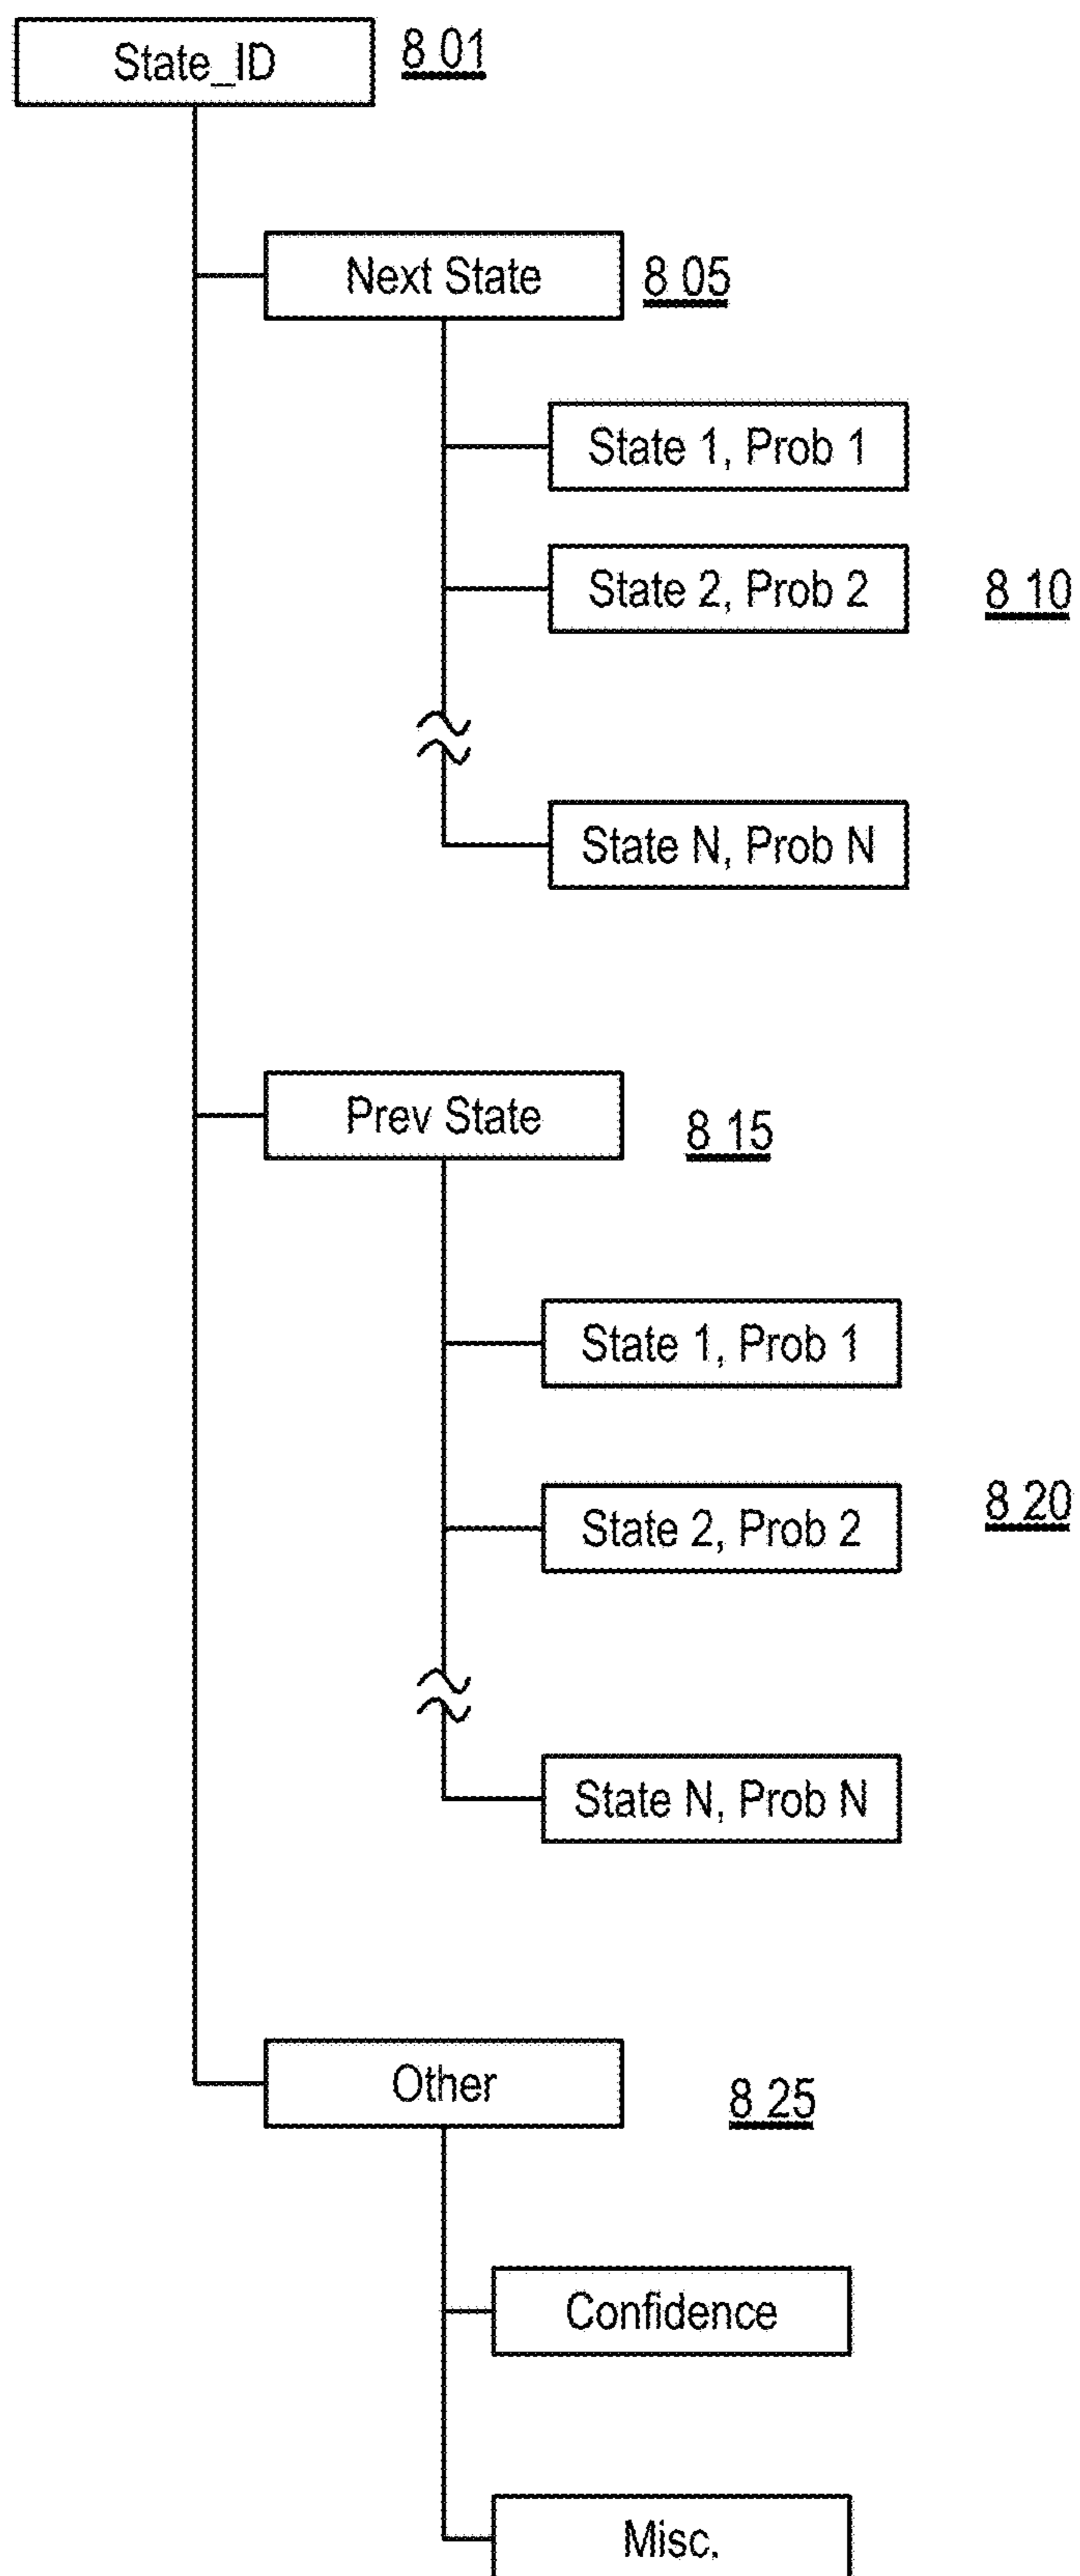 State_ID 8 01
Next State 8 05
State 1, Prob 1
State 2, Prob 2 8 10
State N, Prob N
Prev State 8 15
State 1, Prob 1
State 2, Prob 2 8 20
State N, Prob N
Other 8 25
Confidence
Misc.